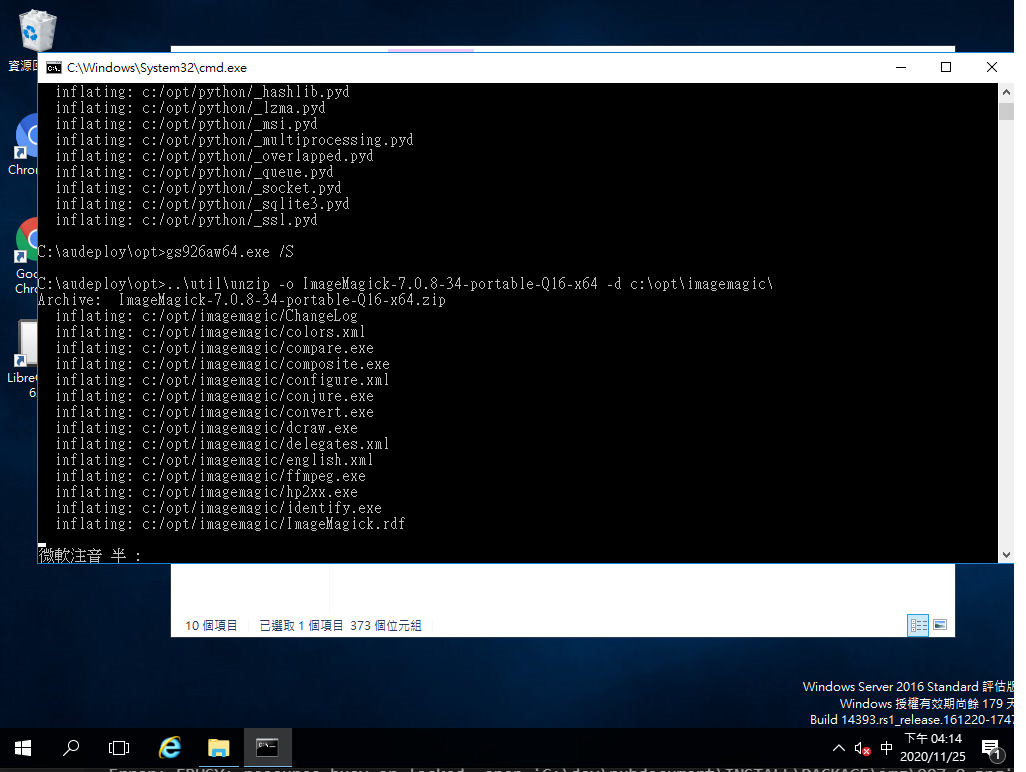 資源回
C:\Windows\System32\cmd.exe
inflating: c:/opt/python/_hashlib.pyd
inflating: c:/opt/python/_lzma.pyd
inflating: c:/opt/python/_msi.pyd
inflating: c:/opt/python/_multiprocessing.pyd
inflating: c:/opt/python/_overlapped.pyd
inflating: c:/opt/python/_queue.pyd
inflating: c:/opt/python/_socket.pyd
inflating: c:/opt/python/_sqlite3.pyd
inflating: c:/opt/python/_ssl.pyd
C:\audeploy\opt>gs926aw64.exe /S
C:\audeploy\opt>..\util\unzip -o ImageMagick-7.0.8-34-portable-Q16-x64 -d c:\opt\imagemagic\
Archive:  ImageMagick-7.0.8-34-portable-Q16-x64.zip
inflating: c:/opt/imagemagic/ChangeLog
inflating: c:/opt/imagemagic/colors.xml
inflating: c:/opt/imagemagic/compare.exe
inflating: c:/opt/imagemagic/composite.exe
inflating: c:/opt/imagemagic/configure.xml
inflating: c:/opt/imagemagic/conjure.exe
inflating: c:/opt/imagemagic/convert.exe
inflating: c:/opt/imagemagic/dcraw.exe
inflating: c:/opt/imagemagic/delegates.xml
inflating: c:/opt/imagemagic/english.xml
inflating: c:/opt/imagemagic/ffmpeg.exe
inflating: c:/opt/imagemagic/hp2xx.exe
inflating: c:/opt/imagemagic/identify.exe
inflating: c:/opt/imagemagic/ImageMagick.rdf
微軟注音 半 :
Chron
Goo
Chro
Libre
6
10 個項目
已選取 1 個項目 373 個位元組
Windows Server 2016 Standard 評估版
Windows 授權有效期尚餘 179 天
Build 14393.rs1_release.161220-1747
中
下午 04:14
2020/11/25
1